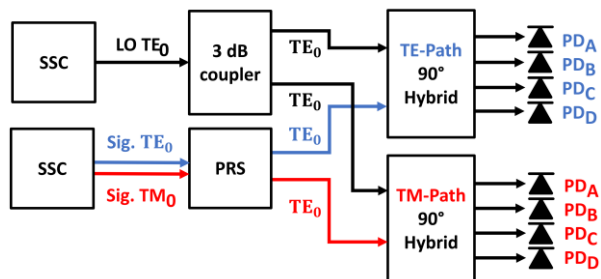 SSC
LO TE0
3 dB
coupler
TE0
TE0
TE-Path
90°
Hybrid
PDA
PDB
PDC
PDD
SSC
Sig. TE0
Sig. TM0
PRS
TE0
TE0
TM-Path
90°
Hybrid
PDA
PDB
PDC
PDD